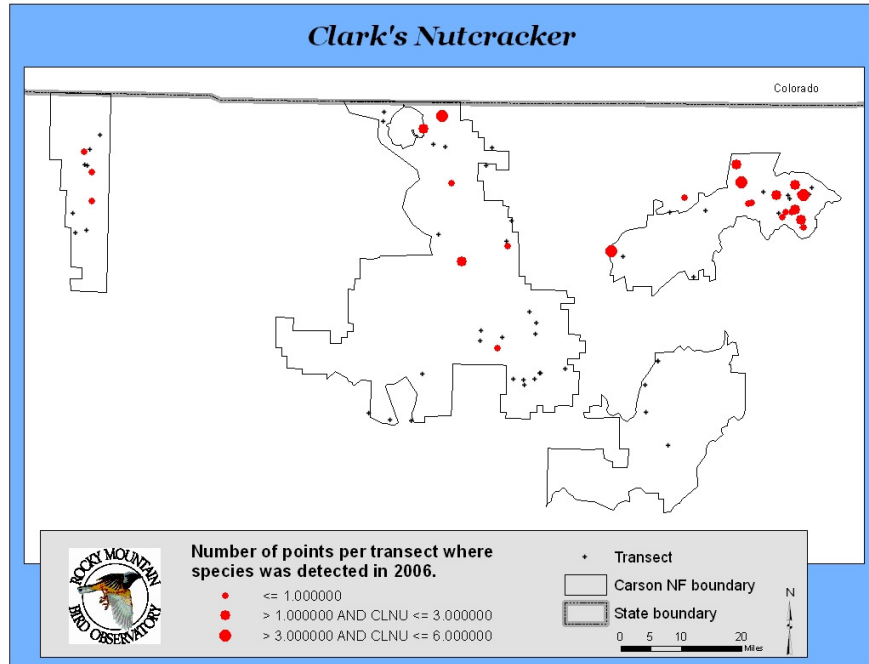 Clark's Nutcracker
Colorado
ROCKY MOUNTAIN
BIRD OBSERVATORY
Number of points per transect where
species was detected in 2006.
<= 1.000000
> 1.000000 AND CLNU <= 3.000000
> 3.000000 AND CLNU <= 6.000000
Transect
Carson NF boundary
State boundary
N
0 5 10 20
Miles